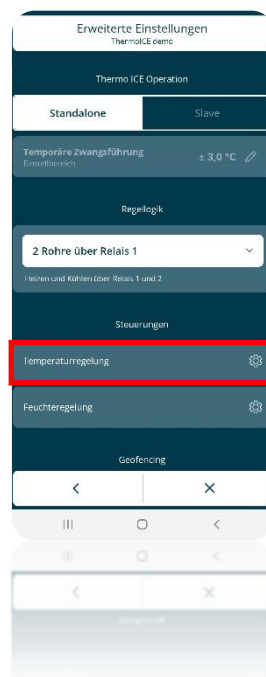 Erweiterte Einstellungen
ThermoICE demo
Thermo ICE Operation
Standalone
Slave
Temporäre Zwangsführung
Einstellbereich
± 3,0 °C
Regellogik
2 Rohre über Relais 1
Heizen und Kühlen über Relais 1 und 2
Steuerungen
Temperaturregelung
Feuchteregelung
Geofencing